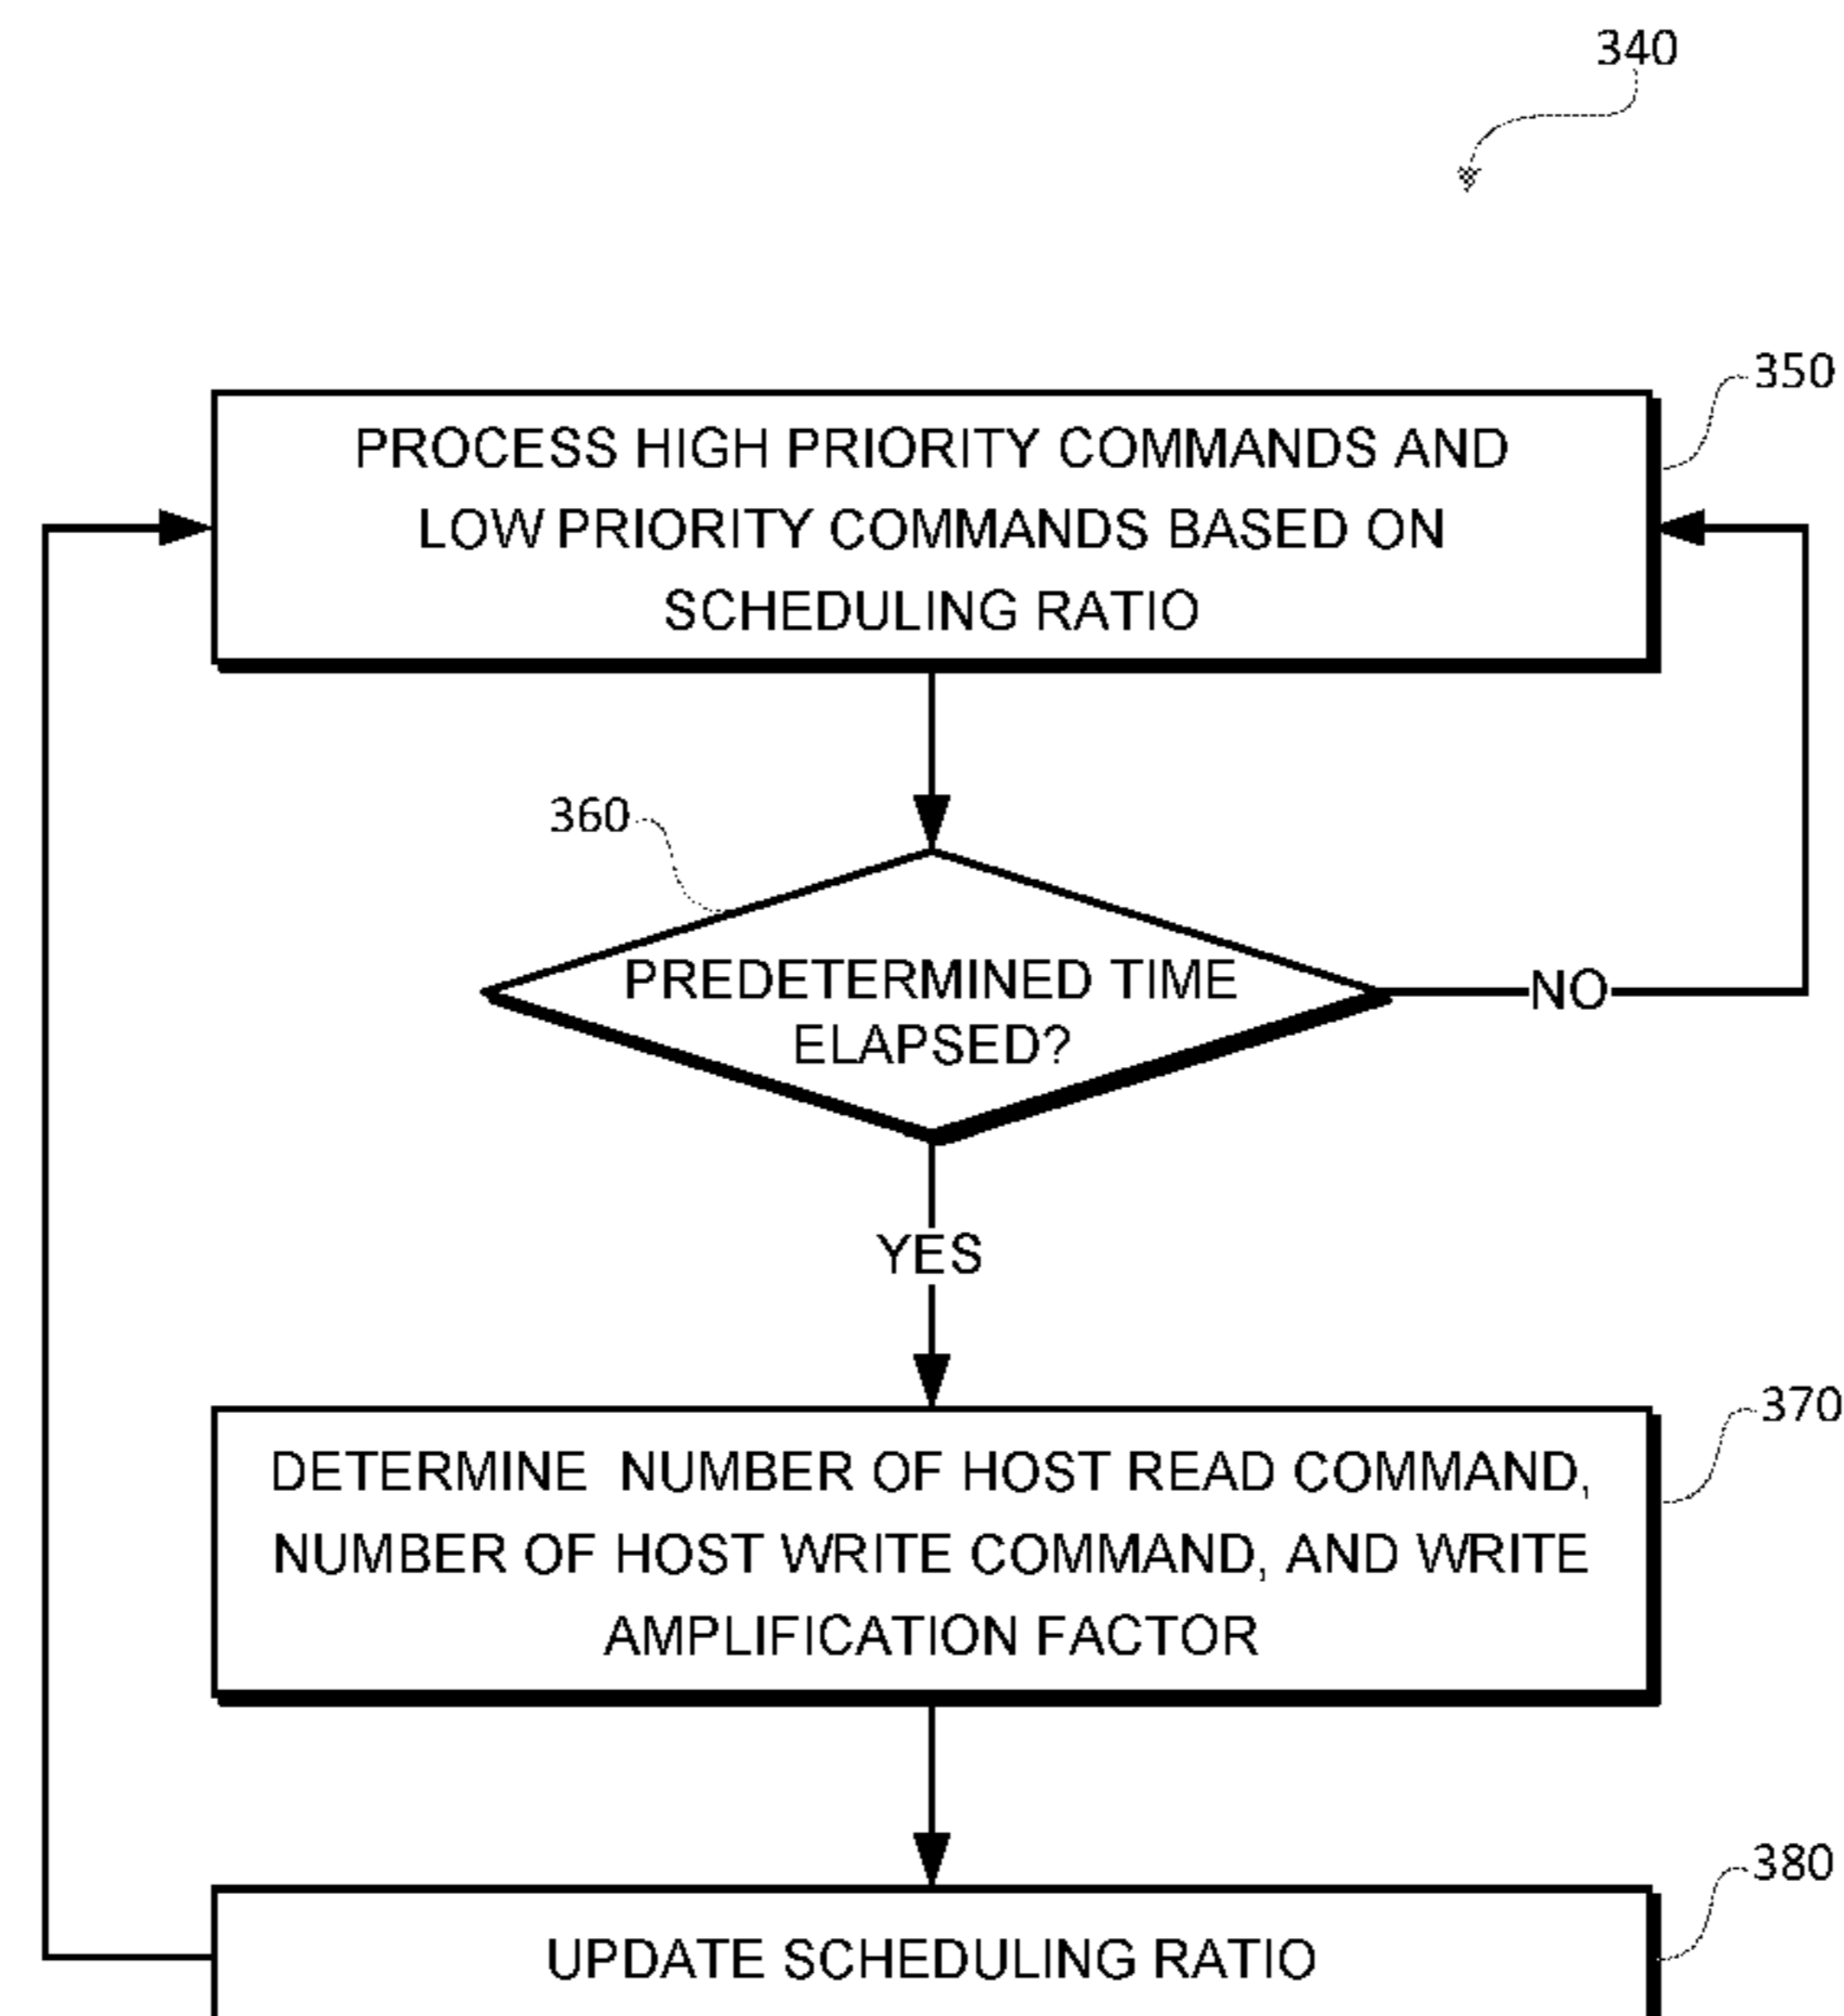 340
350
PROCESS HIGH PRIORITY COMMANDS AND
LOW PRIORITY COMMANDS BASED ON
SCHEDULING RATIO
360
PREDETERMINED TIME
ELAPSED?
NO
YES
370
DETERMINE NUMBER OF HOST READ COMMAND,
NUMBER OF HOST WRITE COMMAND, AND WRITE
AMPLIFICATION FACTOR
380
UPDATE SCHEDULING RATIO